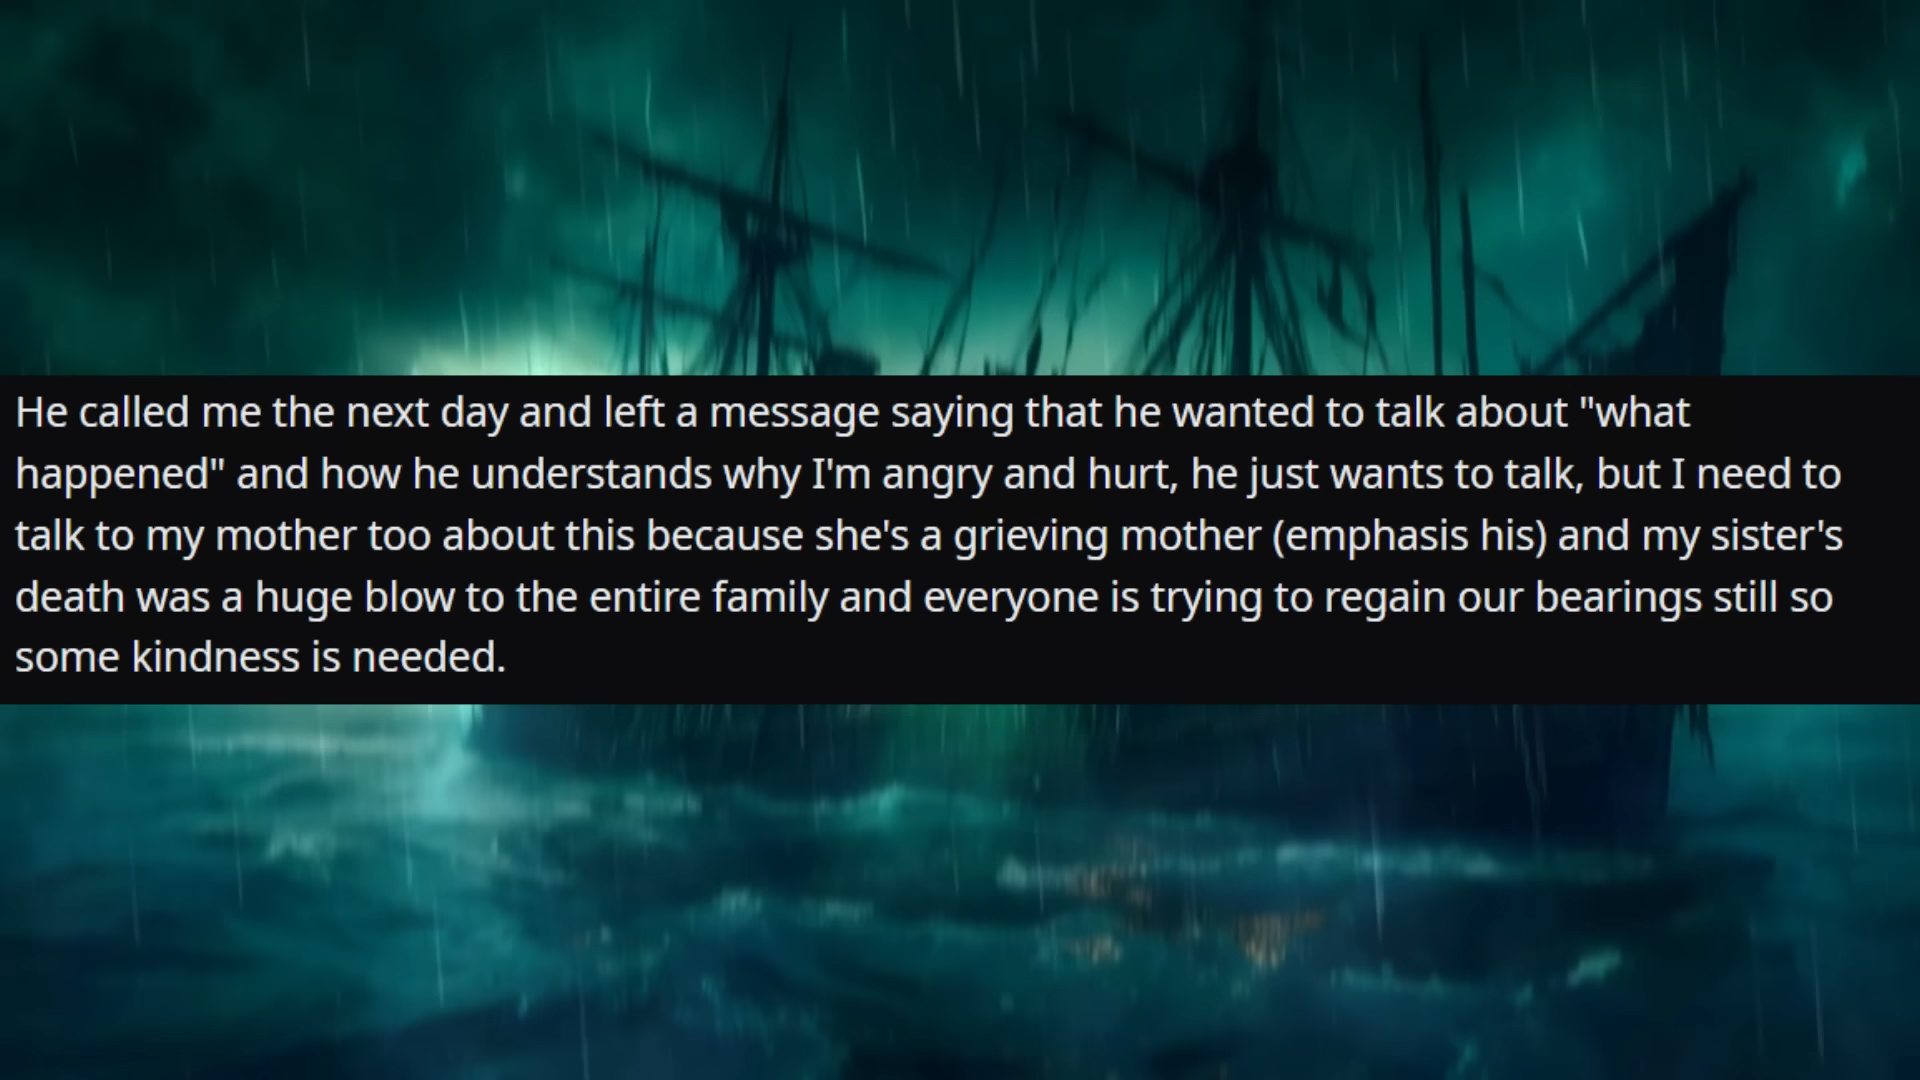 He called me the next day and left a message saying that he wanted to talk about "what
happened" and how he understands why I'm angry and hurt, he just wants to talk, but I need to
talk to my mother too about this because she's a grieving mother (emphasis his) and my sister's
death was a huge blow to the entire family and everyone is trying to regain our bearings still so
some kindness is needed.